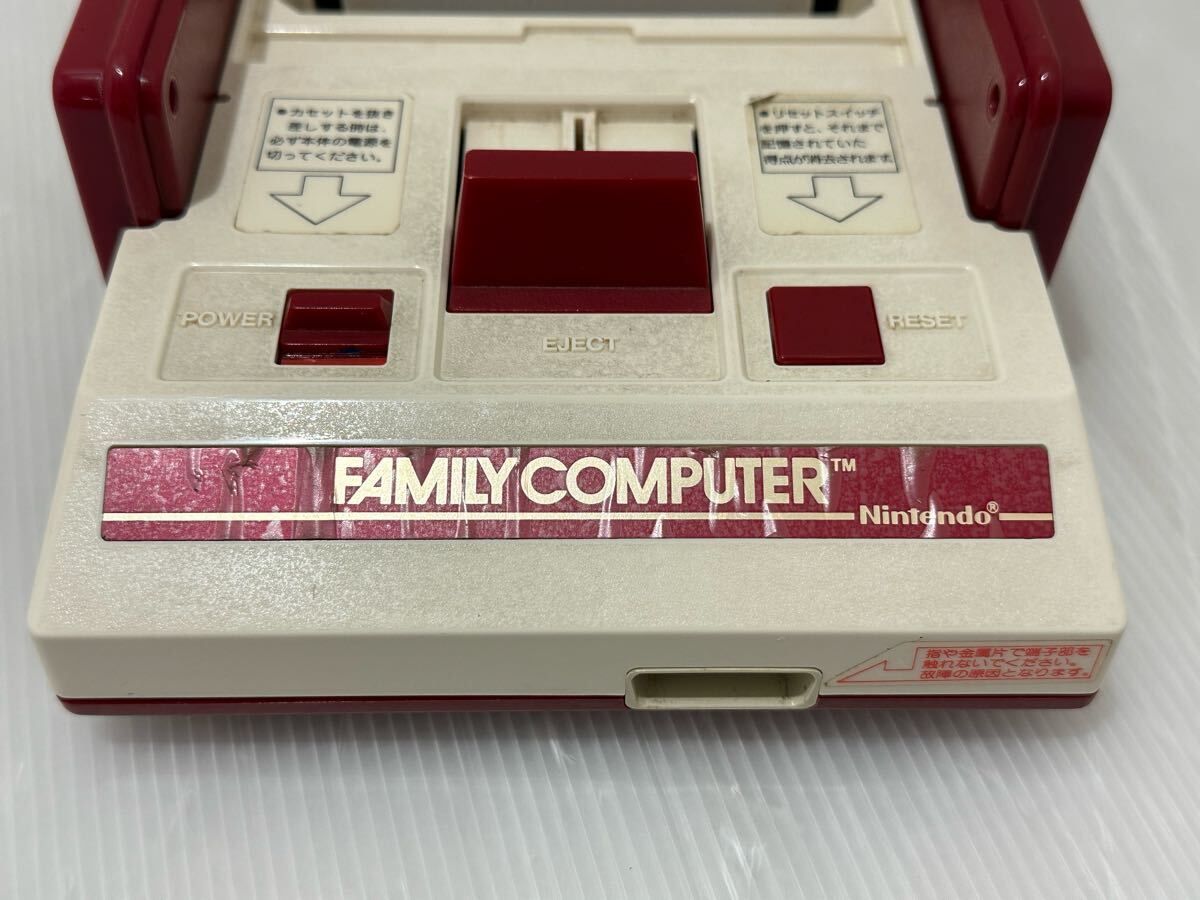 ●カセットを抜き
差しする時は、
必ず本体の電源を
切ってください。
●リセットスイッチ
を押すと、それまで
記憶されていた
得点が消去されます
POWER
EJECT
RESET
FAMILY COMPUTER™
Nintendo®
指や金属片で端子部を
触れないでください。
故障の原因となります。